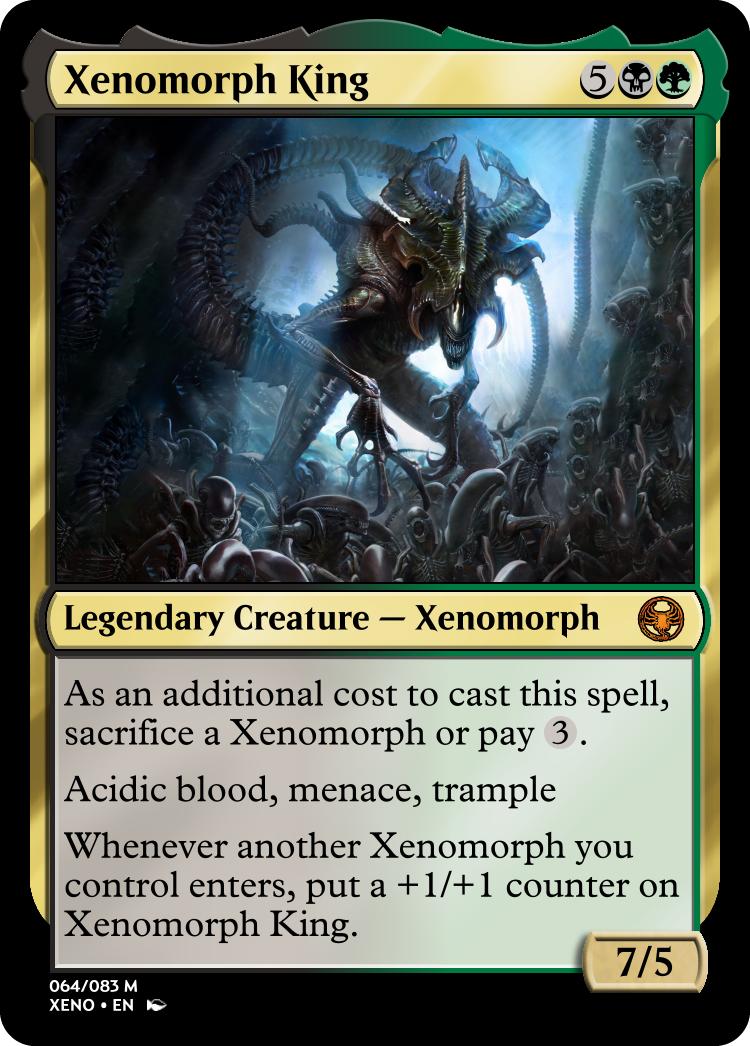 Xenomorph King 5
Legendary Creature — Xenomorph
As an additional cost to cast this spell,
sacrifice a Xenomorph or pay 3.
Acidic blood, menace, trample
Whenever another Xenomorph you
control enters, put a +1/+1 counter on
Xenomorph King.
7/5
064/083 M
XENO • EN